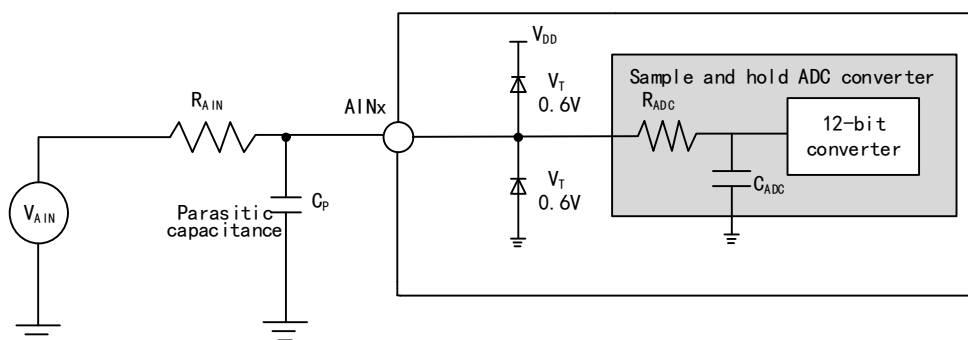 V_DD
Sample and hold ADC converter
V_T
0.6V
R_AIN
AINx
R_ADC
12-bit
converter
V_AIN
C_P
Parasitic
capacitance
V_T
0.6V
C_ADC